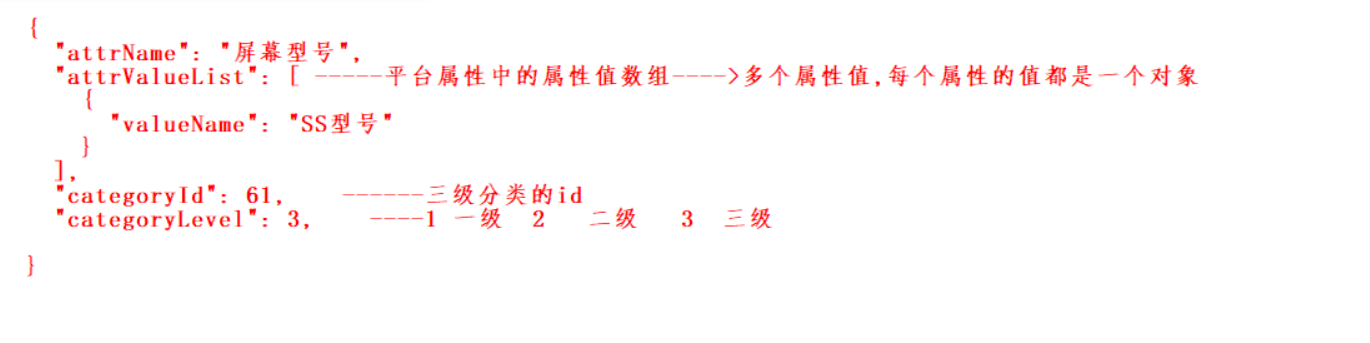 {
"attrName": "屏幕型号",
"attrValueList": [ -----平台属性中的属性值数组---->多个属性值,每个属性的值都是一个对象
{
"valueName": "SS型号"
}
],
"categoryId": 61, ------三级分类的id
"categoryLevel": 3, ----1 一级 2 二级 3 三级
}